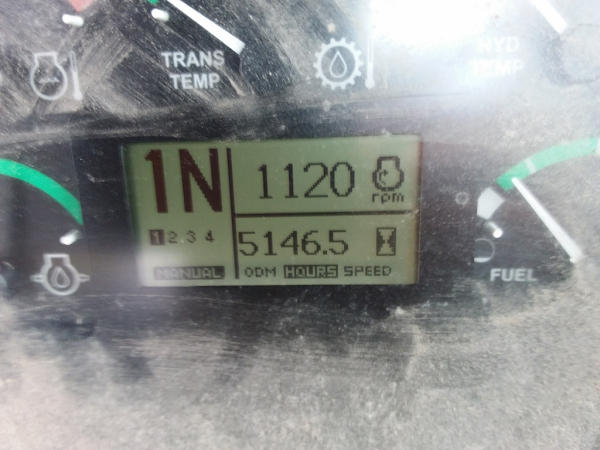 TRANS
TEMP
HYD
TEMP
1N
1120
rpm
1 2 3 4
5146.5
MANUAL
ODM HOURS SPEED
FUEL